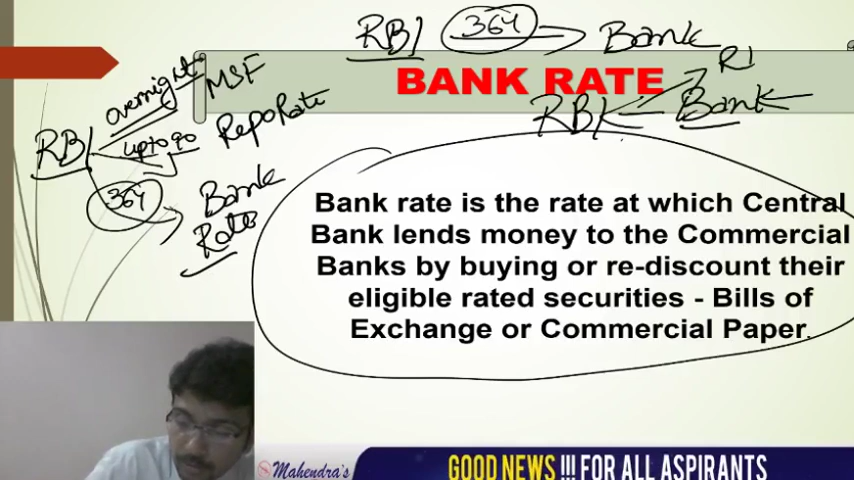 RBI 364 Bank
BANK RATE
RBI Bank
overnight MSF
RBI upto 90 Repo Rate
364 Bank
Rate
Bank rate is the rate at which Central
Bank lends money to the Commercial
Banks by buying or re-discount their
eligible rated securities - Bills of
Exchange or Commercial Paper.
Mahendra's
GOOD NEWS !!! FOR ALL ASPIRANTS